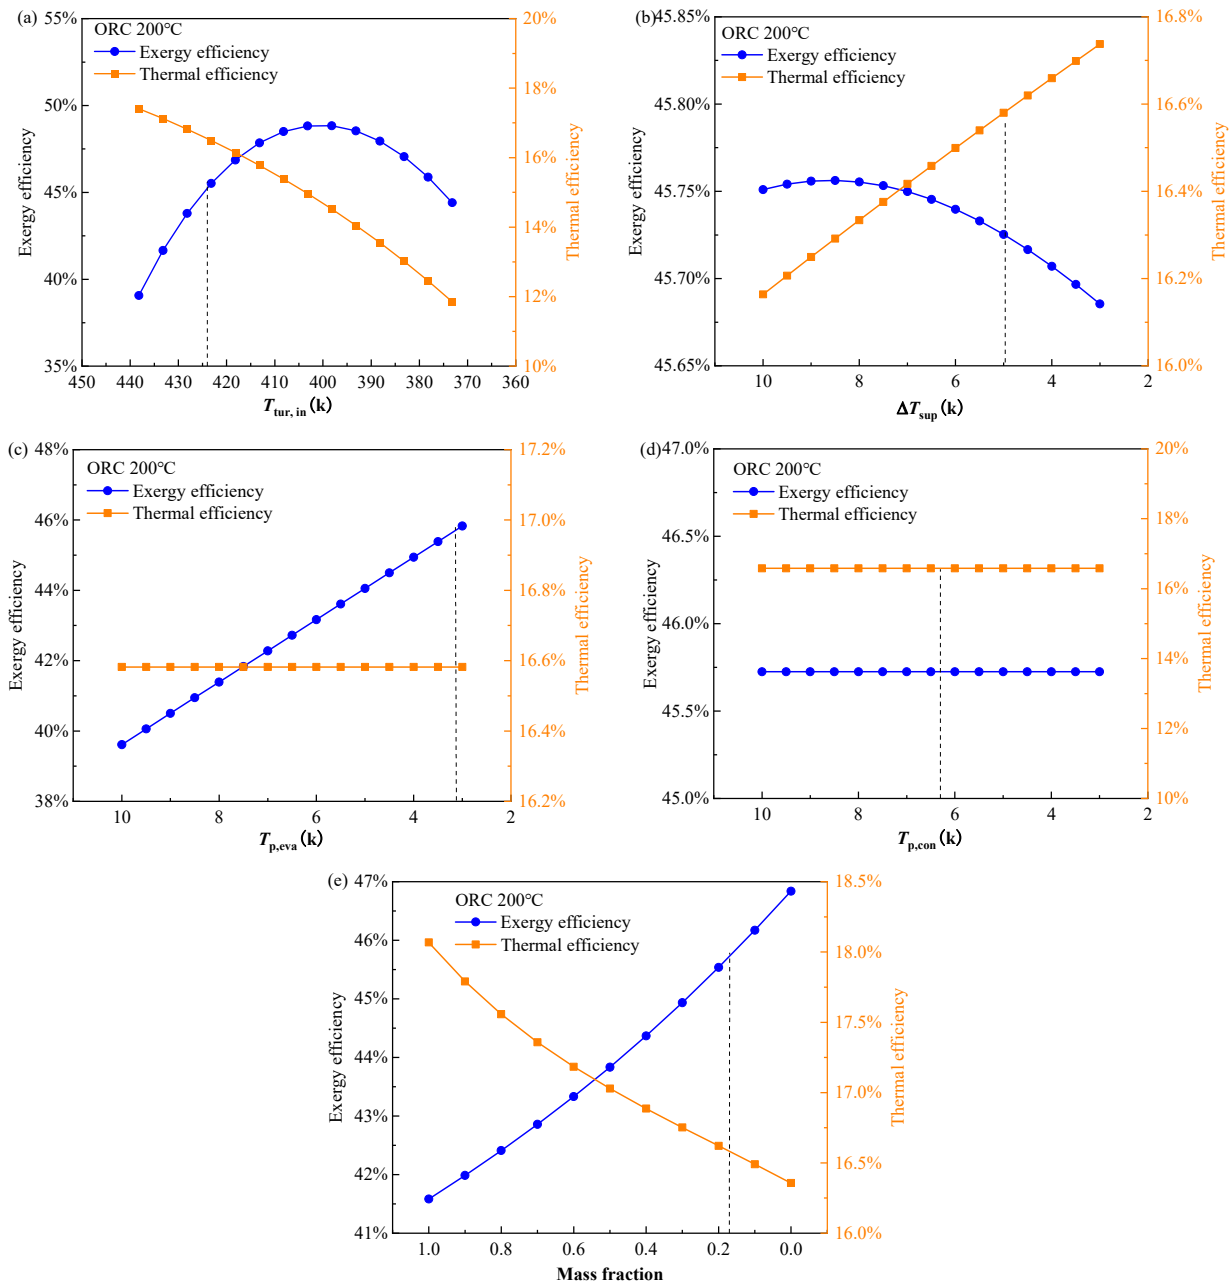 (a)
ORC 200°C
Exergy efficiency
Thermal efficiency
55%
50%
45%
40%
35%
20%
18%
16%
14%
12%
10%
450 440 430 420 410 400 390 380 370 360
Exergy efficiency
Thermal efficiency
T tur, in (k)
(b)
ORC 200°C
Exergy efficiency
Thermal efficiency
45.85%
45.80%
45.75%
45.70%
45.65%
16.8%
16.6%
16.4%
16.2%
16.0%
10 8 6 4 2
Exergy efficiency
Thermal efficiency
ΔT sup (k)
(c)
ORC 200°C
Exergy efficiency
Thermal efficiency
48%
46%
44%
42%
40%
38%
17.2%
17.0%
16.8%
16.6%
16.4%
16.2%
10 8 6 4 2
Exergy efficiency
Thermal efficiency
T p,eva (k)
(d)
ORC 200°C
Exergy efficiency
Thermal efficiency
47.0%
46.5%
46.0%
45.5%
45.0%
20%
18%
16%
14%
12%
10%
10 8 6 4 2
Exergy efficiency
Thermal efficiency
T p,con (k)
(e)
ORC 200°C
Exergy efficiency
Thermal efficiency
47%
46%
45%
44%
43%
42%
41%
18.5%
18.0%
17.5%
17.0%
16.5%
16.0%
1.0 0.8 0.6 0.4 0.2 0.0
Exergy efficiency
Thermal efficiency
Mass fraction